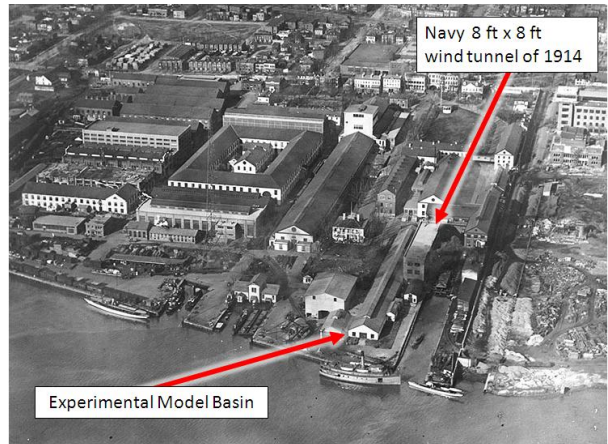 Navy 8 ft x 8 ft
wind tunnel of 1914
Experimental Model Basin